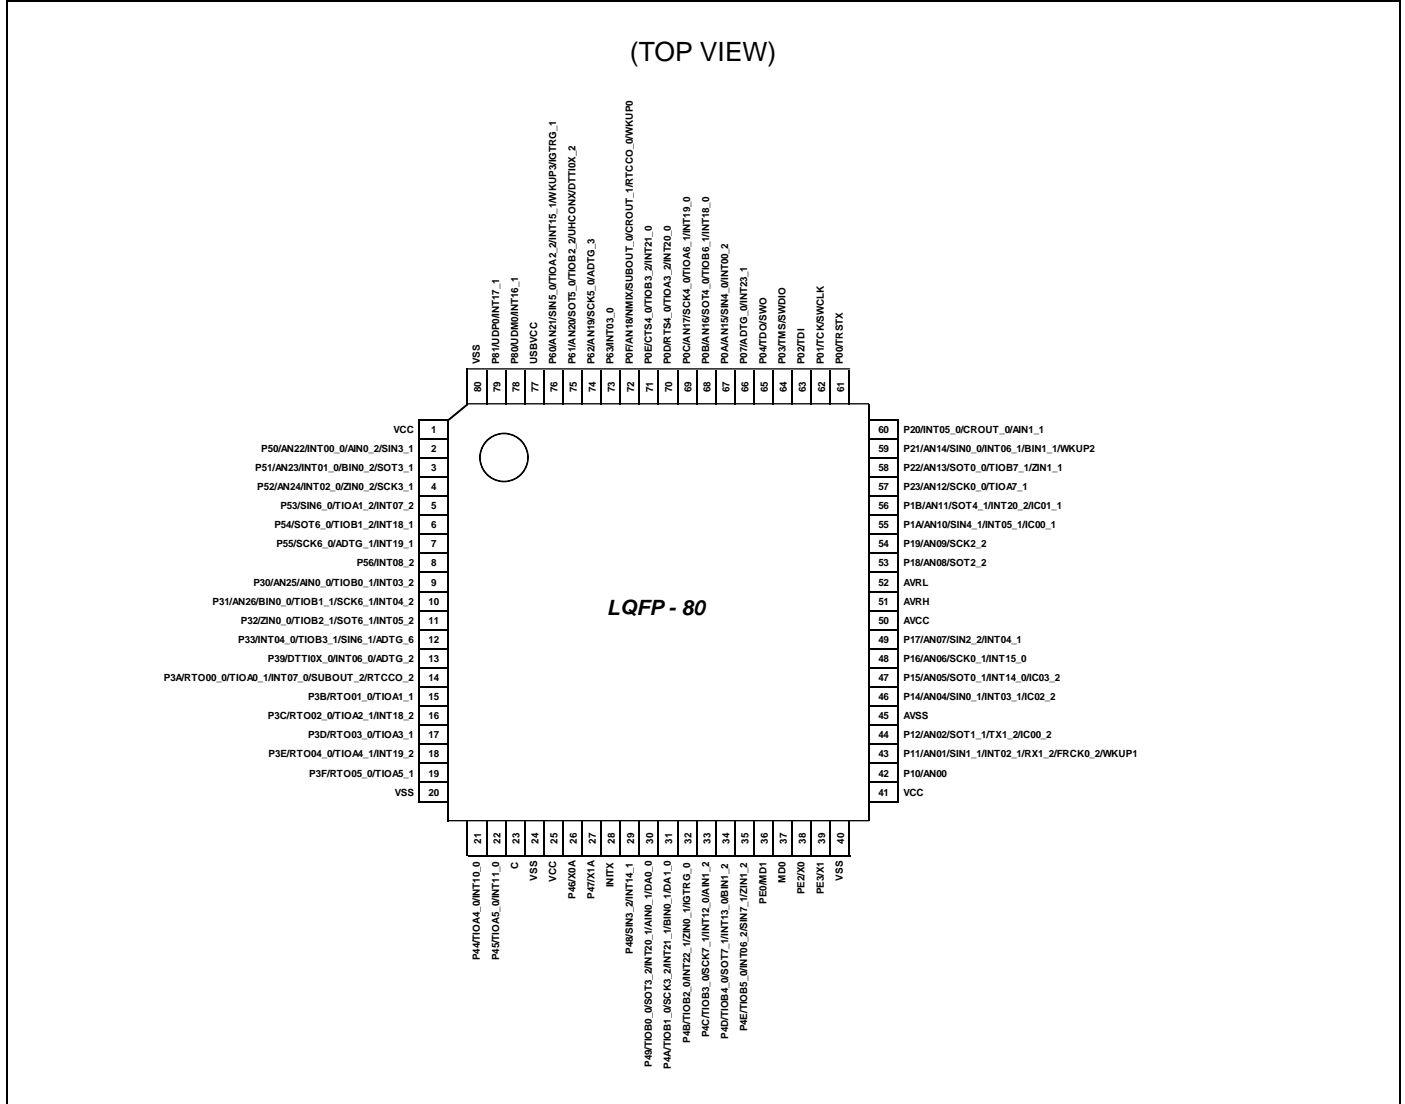 (TOP VIEW)
VSS
P81/UDP0/INT17_1
P80/UDM0/INT16_1
USBVCC
P60/AN21/SIN5_0/TIOA2_2/INT15_1/WKUP3/IGTRG_1
P61/AN20/SOT5_0/TIOB2_2/UHCONX/DTTI0X_2
P62/AN19/SCK5_0/ADTG_3
P63/INT03_0
P0F/AN18/NMIX/SUBOUT_0/CROUT_1/RTCCO_0/WKUP0
P0E/CTS4_0/TIOB3_2/INT21_0
P0D/RTS4_0/TIOA3_2/INT20_0
P0C/AN17/SCK4_0/TIOA6_1/INT19_0
P0B/AN16/SOT4_0/TIOB6_1/INT18_0
P0A/AN15/SIN4_0/INT00_2
P07/ADTG_0/INT23_1
P04/TDO/SWO
P03/TMS/SWDIO
P02/TDI
P01/TCK/SWCLK
P00/TRSTX
80 79 78 77 76 75 74 73 72 71 70 69 68 67 66 65 64 63 62 61
VCC 1
P50/AN22/INT00_0/AIN0_2/SIN3_1 2
P51/AN23/INT01_0/BIN0_2/SOT3_1 3
P52/AN24/INT02_0/ZIN0_2/SCK3_1 4
P53/SIN6_0/TIOA1_2/INT07_2 5
P54/SOT6_0/TIOB1_2/INT18_1 6
P55/SCK6_0/ADTG_1/INT19_1 7
P56/INT08_2 8
P30/AN25/AIN0_0/TIOB0_1/INT03_2 9
P31/AN26/BIN0_0/TIOB1_1/SCK6_1/INT04_2 10
P32/ZIN0_0/TIOB2_1/SOT6_1/INT05_2 11
P33/INT04_0/TIOB3_1/SIN6_1/ADTG_6 12
P39/DTTI0X_0/INT06_0/ADTG_2 13
P3A/RTO00_0/TIOA0_1/INT07_0/SUBOUT_2/RTCCO_2 14
P3B/RTO01_0/TIOA1_1 15
P3C/RTO02_0/TIOA2_1/INT18_2 16
P3D/RTO03_0/TIOA3_1 17
P3E/RTO04_0/TIOA4_1/INT19_2 18
P3F/RTO05_0/TIOA5_1 19
VSS 20
LQFP - 80
60 P20/INT05_0/CROUT_0/AIN1_1
59 P21/AN14/SIN0_0/INT06_1/BIN1_1/WKUP2
58 P22/AN13/SOT0_0/TIOB7_1/ZIN1_1
57 P23/AN12/SCK0_0/TIOA7_1
56 P1B/AN11/SOT4_1/INT20_2/IC01_1
55 P1A/AN10/SIN4_1/INT05_1/IC00_1
54 P19/AN09/SCK2_2
53 P18/AN08/SOT2_2
52 AVRL
51 AVRH
50 AVCC
49 P17/AN07/SIN2_2/INT04_1
48 P16/AN06/SCK0_1/INT15_0
47 P15/AN05/SOT0_1/INT14_0/IC03_2
46 P14/AN04/SIN0_1/INT03_1/IC02_2
45 AVSS
44 P12/AN02/SOT1_1/TX1_2/IC00_2
43 P11/AN01/SIN1_1/INT02_1/RX1_2/FRCK0_2/WKUP1
42 P10/AN00
41 VCC
21 22 23 24 25 26 27 28 29 30 31 32 33 34 35 36 37 38 39 40
P44/TIOA4_0/INT10_0
P45/TIOA5_0/INT11_0
C
VSS
VCC
P46/X0A
P47/X1A
INITX
P48/SIN3_2/INT14_1
P49/TIOB0_0/SOT3_2/INT20_1/AIN0_1/DA0_0
P4A/TIOB1_0/SCK3_2/INT21_1/BIN0_1/DA1_0
P4B/TIOB2_0/INT22_1/ZIN0_1/IGTRG_0
P4C/TIOB3_0/SCK7_1/INT12_0/AIN1_2
P4D/TIOB4_0/SOT7_1/INT13_0/BIN1_2
P4E/TIOB5_0/INT06_2/SIN7_1/ZIN1_2
PE0/MD1
MD0
PE2/X0
PE3/X1
VSS